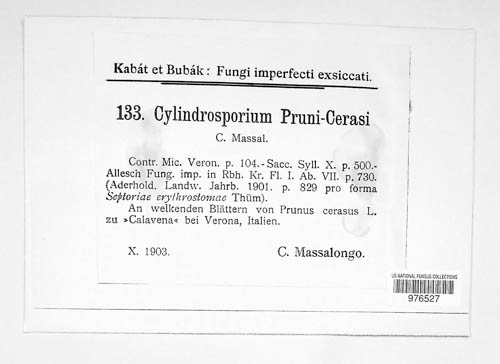 Kabát et Bubák: Fungi imperfecti exsiccati.
133. Cylindrosporium Pruni-Cerasi
C. Massal.
Contr. Mic. Veron. p. 104.- Sacc. Syll. X. p. 500.-
Allesch Fung. imp. in Rbh. Kr. Fl. I. Ab. VII. p. 730.
(Aderhold. Landw. Jahrb. 1901. p. 829 pro forma
Septoriae erythrostomae Thüm).
An welkenden Blättern von Prunus cerasus L.
zu »Calavena« bei Verona, Italien.
X. 1903. C. Massalongo.
US NATIONAL FUNGUS COLLECTIONS
976527